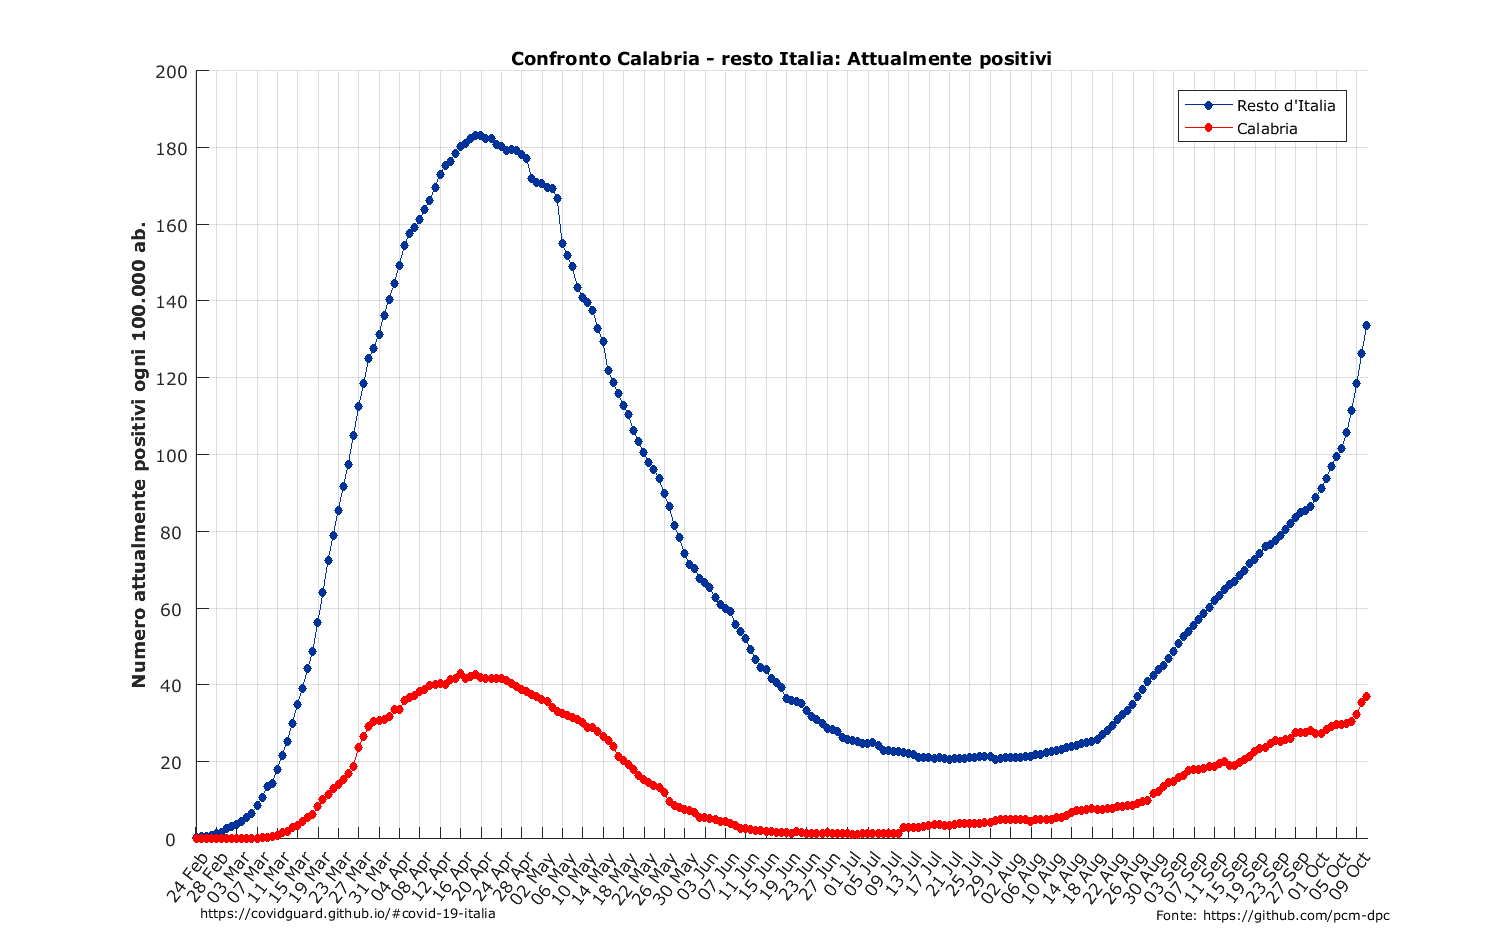 Confronto Calabria - resto Italia: Attualmente positivi
Resto d'Italia
Calabria
Numero attualmente positivi ogni 100.000 ab.
200
180
160
140
120
100
80
60
40
20
0
24 Feb
28 Feb
03 Mar
07 Mar
11 Mar
15 Mar
19 Mar
23 Mar
27 Mar
31 Mar
04 Apr
08 Apr
12 Apr
16 Apr
20 Apr
24 Apr
28 Apr
02 May
06 May
10 May
14 May
18 May
22 May
26 May
30 May
03 Jun
07 Jun
11 Jun
15 Jun
19 Jun
23 Jun
27 Jun
01 Jul
05 Jul
09 Jul
13 Jul
17 Jul
21 Jul
25 Jul
29 Jul
02 Aug
06 Aug
10 Aug
14 Aug
18 Aug
22 Aug
26 Aug
30 Aug
03 Sep
07 Sep
11 Sep
15 Sep
19 Sep
23 Sep
27 Sep
01 Oct
05 Oct
09 Oct
https://covidguard.github.io/#covid-19-italia
Fonte: https://github.com/pcm-dpc